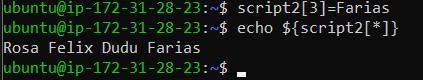 ubuntu@ip-172-31-28-23:~$ script2[3]=Farias
ubuntu@ip-172-31-28-23:~$ echo ${script2[*]}
Rosa Felix Dudu Farias
ubuntu@ip-172-31-28-23:~$